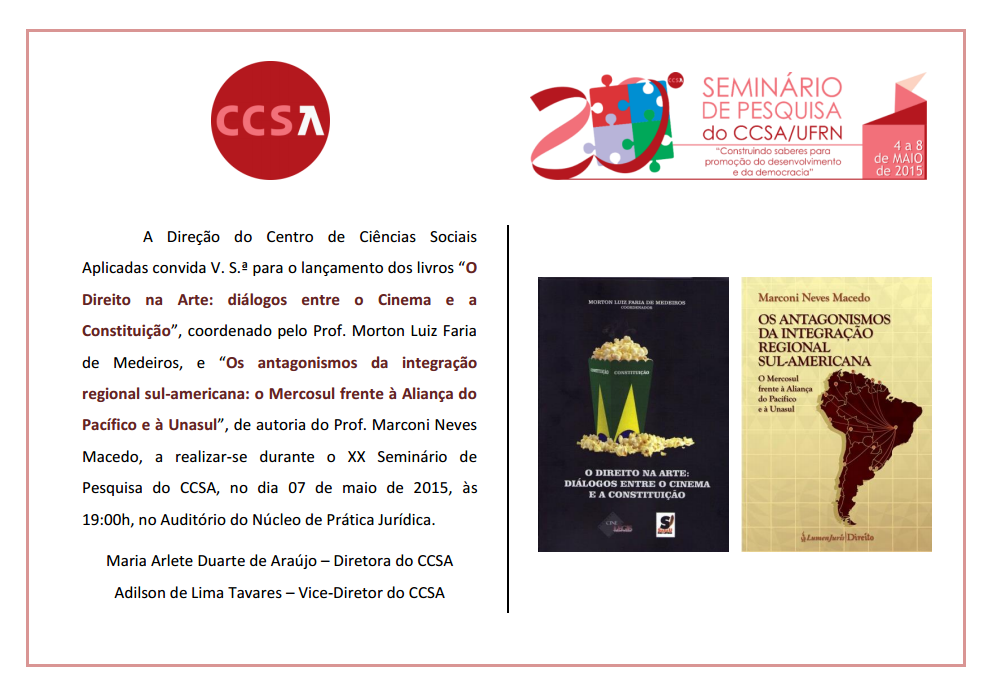 CCSA
20
CCSA
SEMINÁRIO
DE PESQUISA
do CCSA/UFRN
“Construindo saberes para
promoção do desenvolvimento
e da democracia”
4 a 8
de MAIO
de 2015
A Direção do Centro de Ciências Sociais
Aplicadas convida V. S.ª para o lançamento dos livros “O
Direito na Arte: diálogos entre o Cinema e a
Constituição”, coordenado pelo Prof. Morton Luiz Faria
de Medeiros, e “Os antagonismos da integração
regional sul-americana: o Mercosul frente à Aliança do
Pacífico e à Unasul”, de autoria do Prof. Marconi Neves
Macedo, a realizar-se durante o XX Seminário de
Pesquisa do CCSA, no dia 07 de maio de 2015, às
19:00h, no Auditório do Núcleo de Prática Jurídica.
Maria Arlete Duarte de Araújo – Diretora do CCSA
Adilson de Lima Tavares – Vice-Diretor do CCSA
MORTON LUIZ FARIA DE MEDEIROS
COORDENADOR
CONSTITUIÇÃO CONSTITUIÇÃO
O DIREITO NA ARTE:
DIÁLOGOS ENTRE O CINEMA
E A CONSTITUIÇÃO
CINE
Marconi Neves Macedo
OS ANTAGONISMOS
DA INTEGRAÇÃO
REGIONAL
SUL-AMERICANA
O Mercosul
frente à Aliança
do Pacífico
e à Unasul
LumenJuris Direito